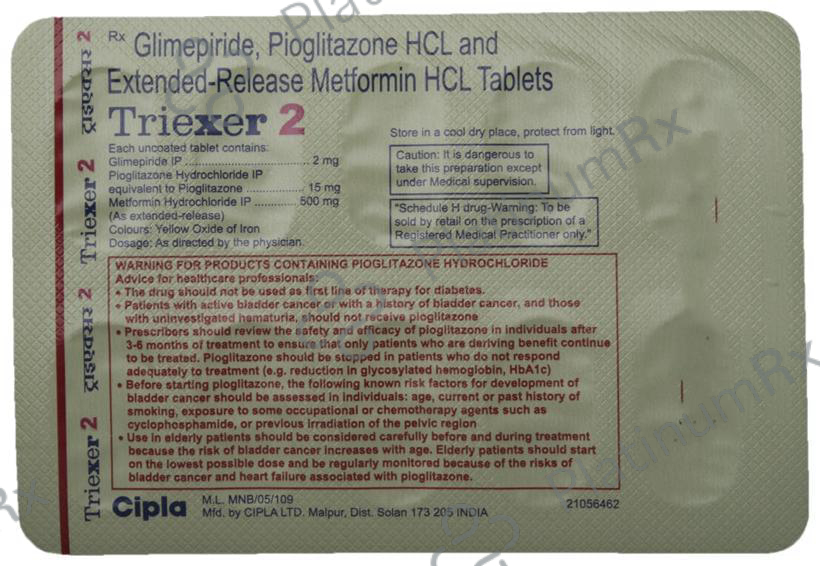 Rx Glimepiride, Pioglitazone HCL and
Extended-Release Metformin HCL Tablets
Triexer 2
Each uncoated tablet contains:
Glimepiride IP .............................. 2 mg
Pioglitazone Hydrochloride IP
equivalent to Pioglitazone ............ 15 mg
Metformin Hydrochloride IP ........ 500 mg
(As extended-release)
Colours: Yellow Oxide of Iron
Dosage: As directed by the physician.
Store in a cool dry place, protect from light.
Caution: It is dangerous to
take this preparation except
under Medical supervision.
"Schedule H drug-Warning: To be
sold by retail on the prescription of a
Registered Medical Practitioner only."
WARNING FOR PRODUCTS CONTAINING PIOGLITAZON HYDROCHLORIDE
Advice for healthcare professionals:
• The drug should not be used as first line of therapy for diabetes.
• Patients with active bladder cancer or with a history of bladder cancer, and those
with uninvestigated hematuria, should not receive pioglitazone
• Prescribers should review the safety and efficacy of pioglitazone in individuals after
3-6 months of treatment to ensure that only patients who are deriving benefit continue
to be treated. Pioglitazone should be stopped in patients who do not respond
adequately to treatment (e.g. reduction in glycosylated hemoglobin, HbA1c)
• Before starting pioglitazone, the following known risk factors for development of
bladder cancer should be assessed in individuals: age, current or past history of
smoking, exposure to some occupational or chemotherapy agents such as
cyclophosphamide, or previous irradiation of the pelvic region
• Use in elderly patients should be considered carefully before and during treatment
because the risk of bladder cancer increases with age. Elderly patients should start
on the lowest possible dose and be regularly monitored because of the risks of
bladder cancer and heart failure associated with pioglitazone.
Cipla
M.L. MNB/05/109
Mfd. by CIPLA LTD. Malpur, Dist. Solan 173 205 INDIA
21056462
Triexer 2
ट्राइएक्सर 2
Triexer 2
ट्राइएक्सर 2
PlatinumRx
PlatinumRx